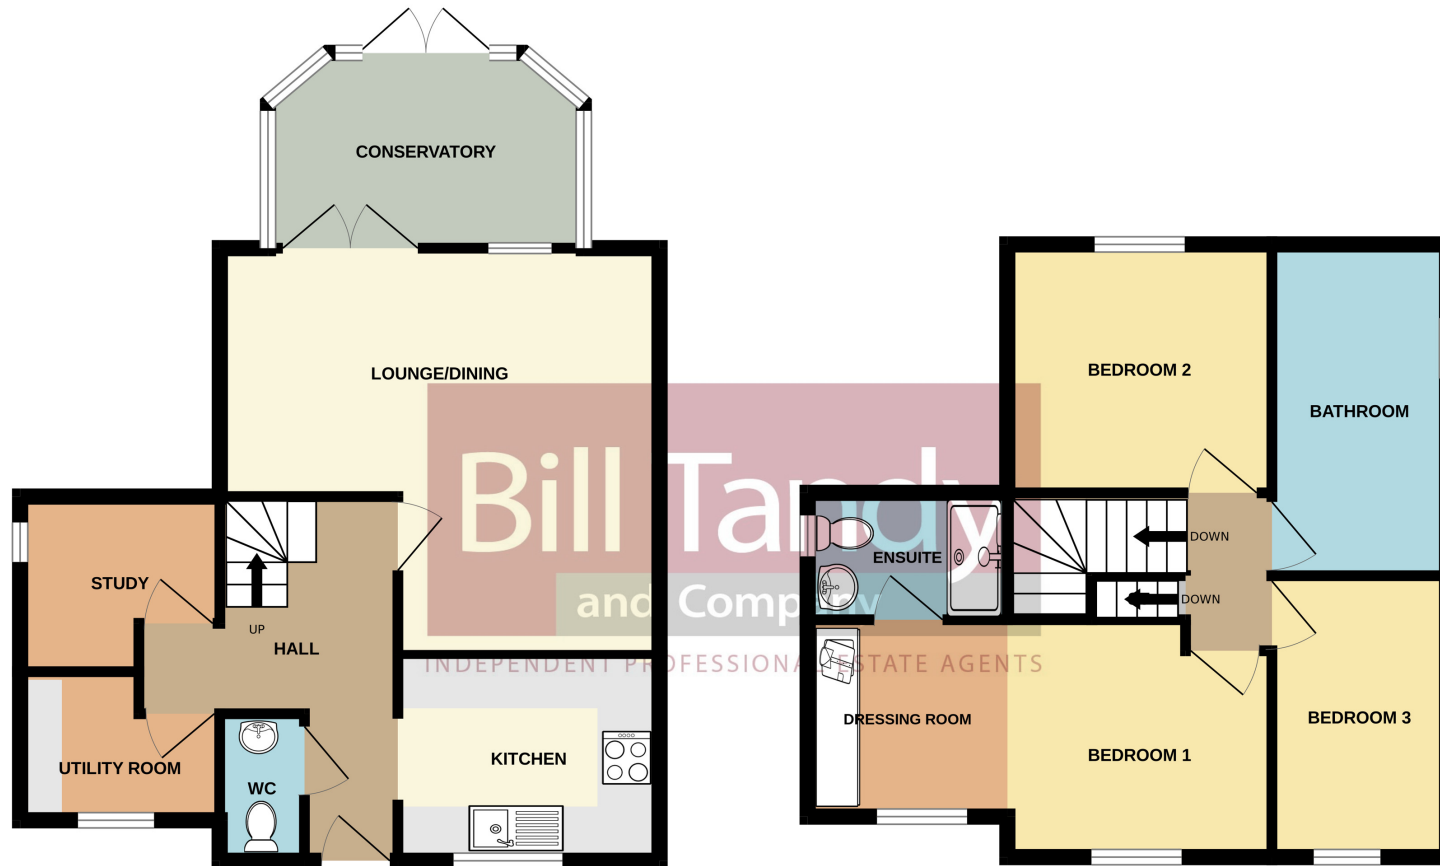 CONSERVATORY
LOUNGE/DINING
STUDY
UP
HALL
UTILITY ROOM
WC
KITCHEN
BEDROOM 2
BATHROOM
DOWN
ENSUITE
DOWN
DRESSING ROOM
BEDROOM 1
BEDROOM 3
Bill Tandy
and Company
INDEPENDENT PROFESSIONAL ESTATE AGENTS